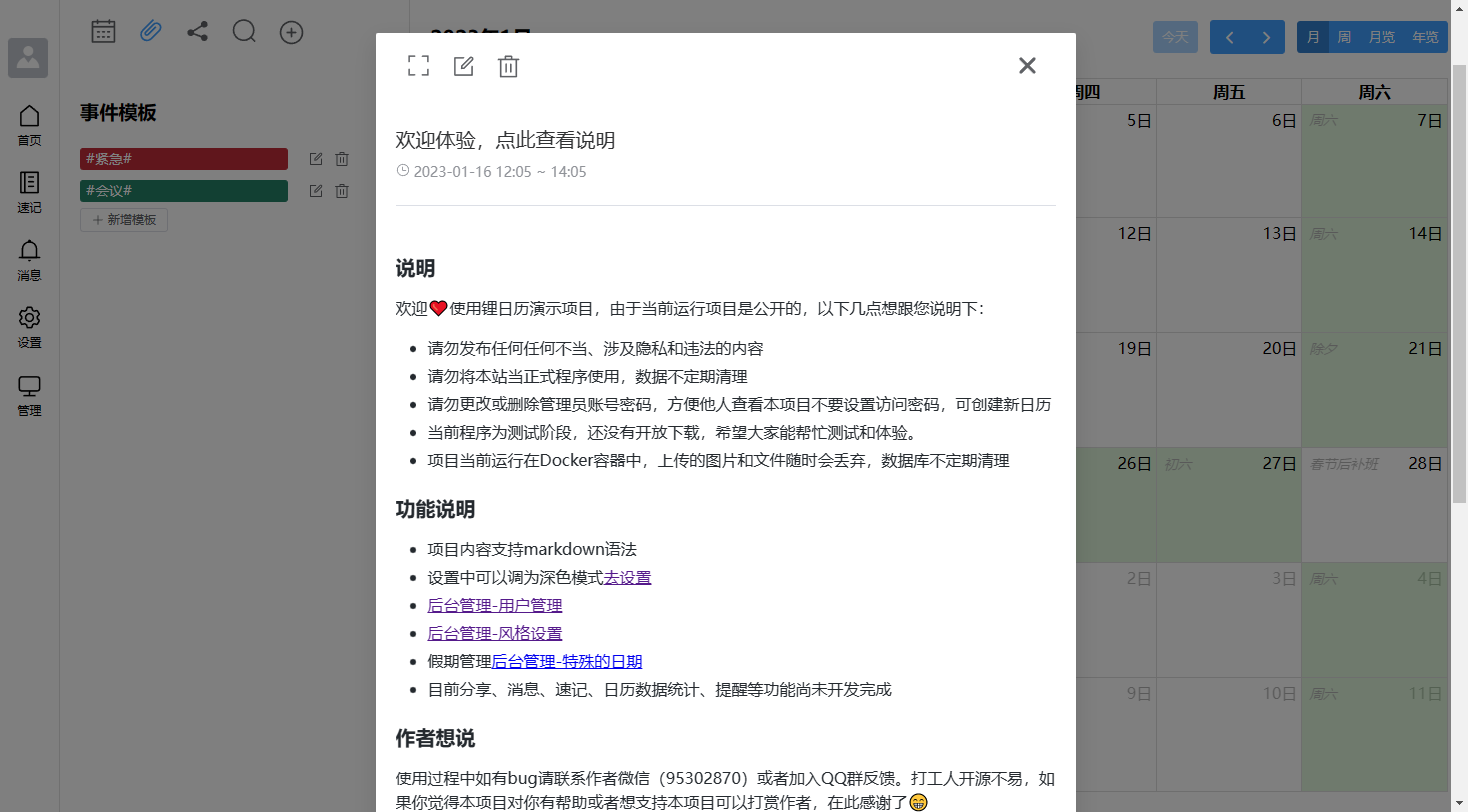 首页
速记
消息
设置
管理
事件模板
#紧急#
#会议#
新增模板
欢迎体验，点此查看说明
2023-01-16 12:05 ~ 14:05
说明
欢迎❤使用锂日历演示项目，由于当前运行项目是公开的，以下几点想跟您说明下：
请勿发布任何任何不当、涉及隐私和违法的内容
请勿将本站当正式程序使用，数据不定期清理
请勿更改或删除管理员账号密码，方便他人查看本项目不要设置访问密码，可创建新日历
当前程序为测试阶段，还没有开放下载，希望大家能帮忙测试和体验。
项目当前运行在Docker容器中，上传的图片和文件随时会丢弃，数据库不定期清理
功能说明
项目内容支持markdown语法
设置中可以调为深色模式去设置
后台管理-用户管理
后台管理-风格设置
假期管理后台管理-特殊的日期
目前分享、消息、速记、日历数据统计、提醒等功能尚未开发完成
作者想说
使用过程中如有bug请联系作者微信（95302870）或者加入QQ群反馈。打工人开源不易，如
果你觉得本项目对你有帮助或者想支持本项目可以打赏作者，在此感谢了😁
今天 月 周 月览 年览
周四 周五 周六
5日 6日 周六 7日
12日 13日 周六 14日
19日 20日 除夕 21日
26日 初六 27日 春节后补班 28日
2日 3日 周六 4日
9日 10日 周六 11日